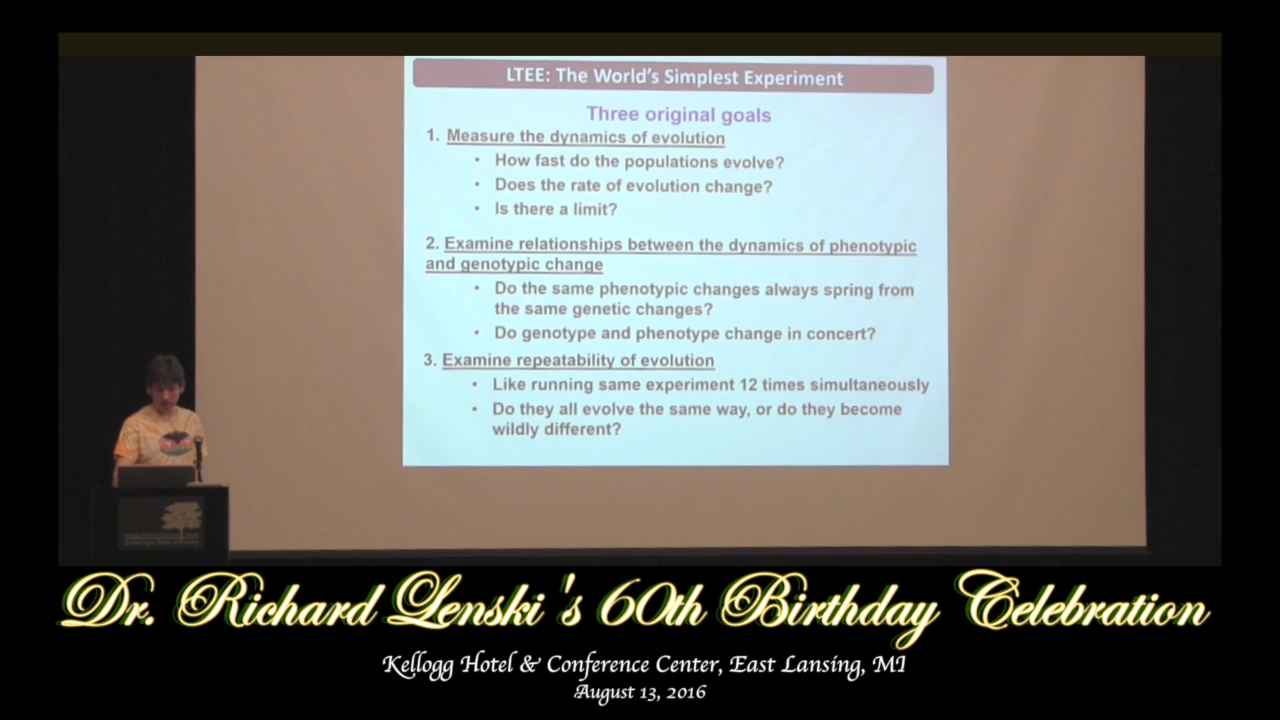 LTEE: The World's Simplest Experiment
Three original goals
1. Measure the dynamics of evolution
• How fast do the populations evolve?
• Does the rate of evolution change?
• Is there a limit?
2. Examine relationships between the dynamics of phenotypic
and genotypic change
• Do the same phenotypic changes always spring from
the same genetic changes?
• Do genotype and phenotype change in concert?
3. Examine repeatability of evolution
• Like running same experiment 12 times simultaneously
• Do they all evolve the same way, or do they become
wildly different?
Dr. Richard Lenski's 60th Birthday Celebration
Kellogg Hotel & Conference Center, East Lansing, MI
August 13, 2016